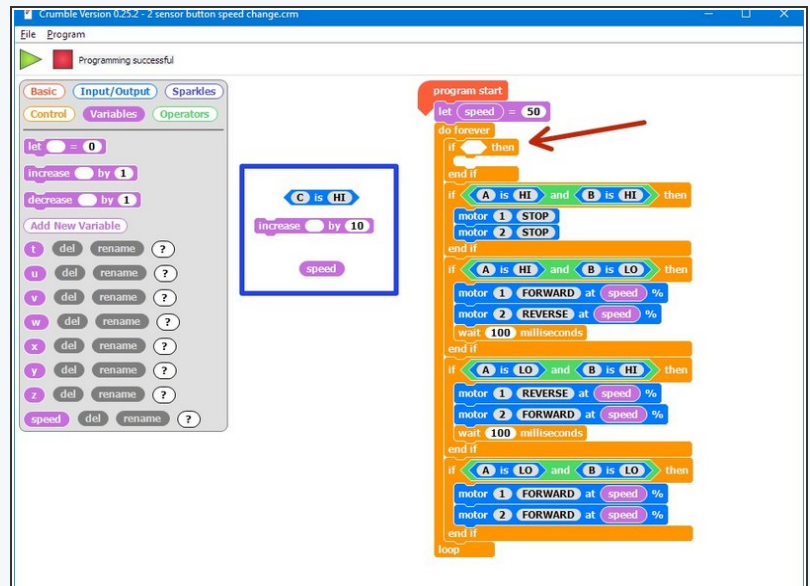 Crumble Version 0.25.2 - 2 sensor button speed change.crm
File Program
Programming successful
Basic Input/Output Sparkles
Control Variables Operators
let = 0
increase by 1
decrease by 1
Add New Variable
t del rename ?
u del rename ?
v del rename ?
w del rename ?
x del rename ?
y del rename ?
z del rename ?
speed del rename ?
C is HI
increase by 10
speed
program start
let speed = 50
do forever
if then
end if
if A is HI and B is HI then
motor 1 STOP
motor 2 STOP
end if
if A is HI and B is LO then
motor 1 FORWARD at speed %
motor 2 REVERSE at speed %
wait 100 milliseconds
end if
if A is LO and B is HI then
motor 1 REVERSE at speed %
motor 2 FORWARD at speed %
wait 100 milliseconds
end if
if A is LO and B is LO then
motor 1 FORWARD at speed %
motor 2 FORWARD at speed %
end if
loop